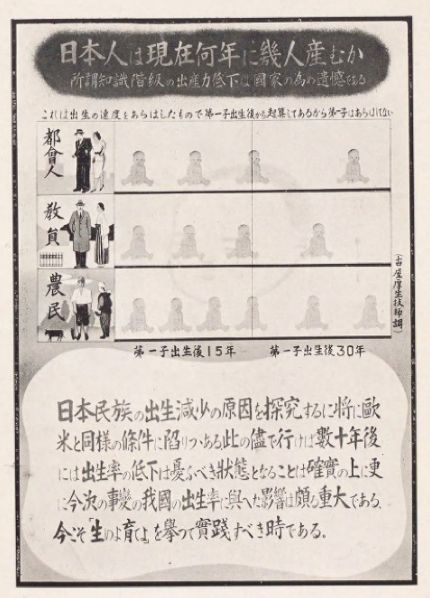 日本人は現在何年に幾人産むか
所謂知識階級の出産力低下は國家の為の遺憾である
これは出生の速度をあらはしたもので第一子出生後から起算してあるから第一子はあらはしてない
都會人
教員
農民
(古屋厚生技師調)
第一子出生後15年
第一子出生後30年
日本民族の出生減少の原因を探究するに將に歐
米と同樣の條件に陷りつゝある.此の儘で行けば數十年後
には出生率の低下は憂ふべき狀態となることは確實の上に更
に今次の事變の我國の出生率に與へた影響は頗る重大である.
今こそ「生めよ育てよ」を擧つて實践すべき時である。